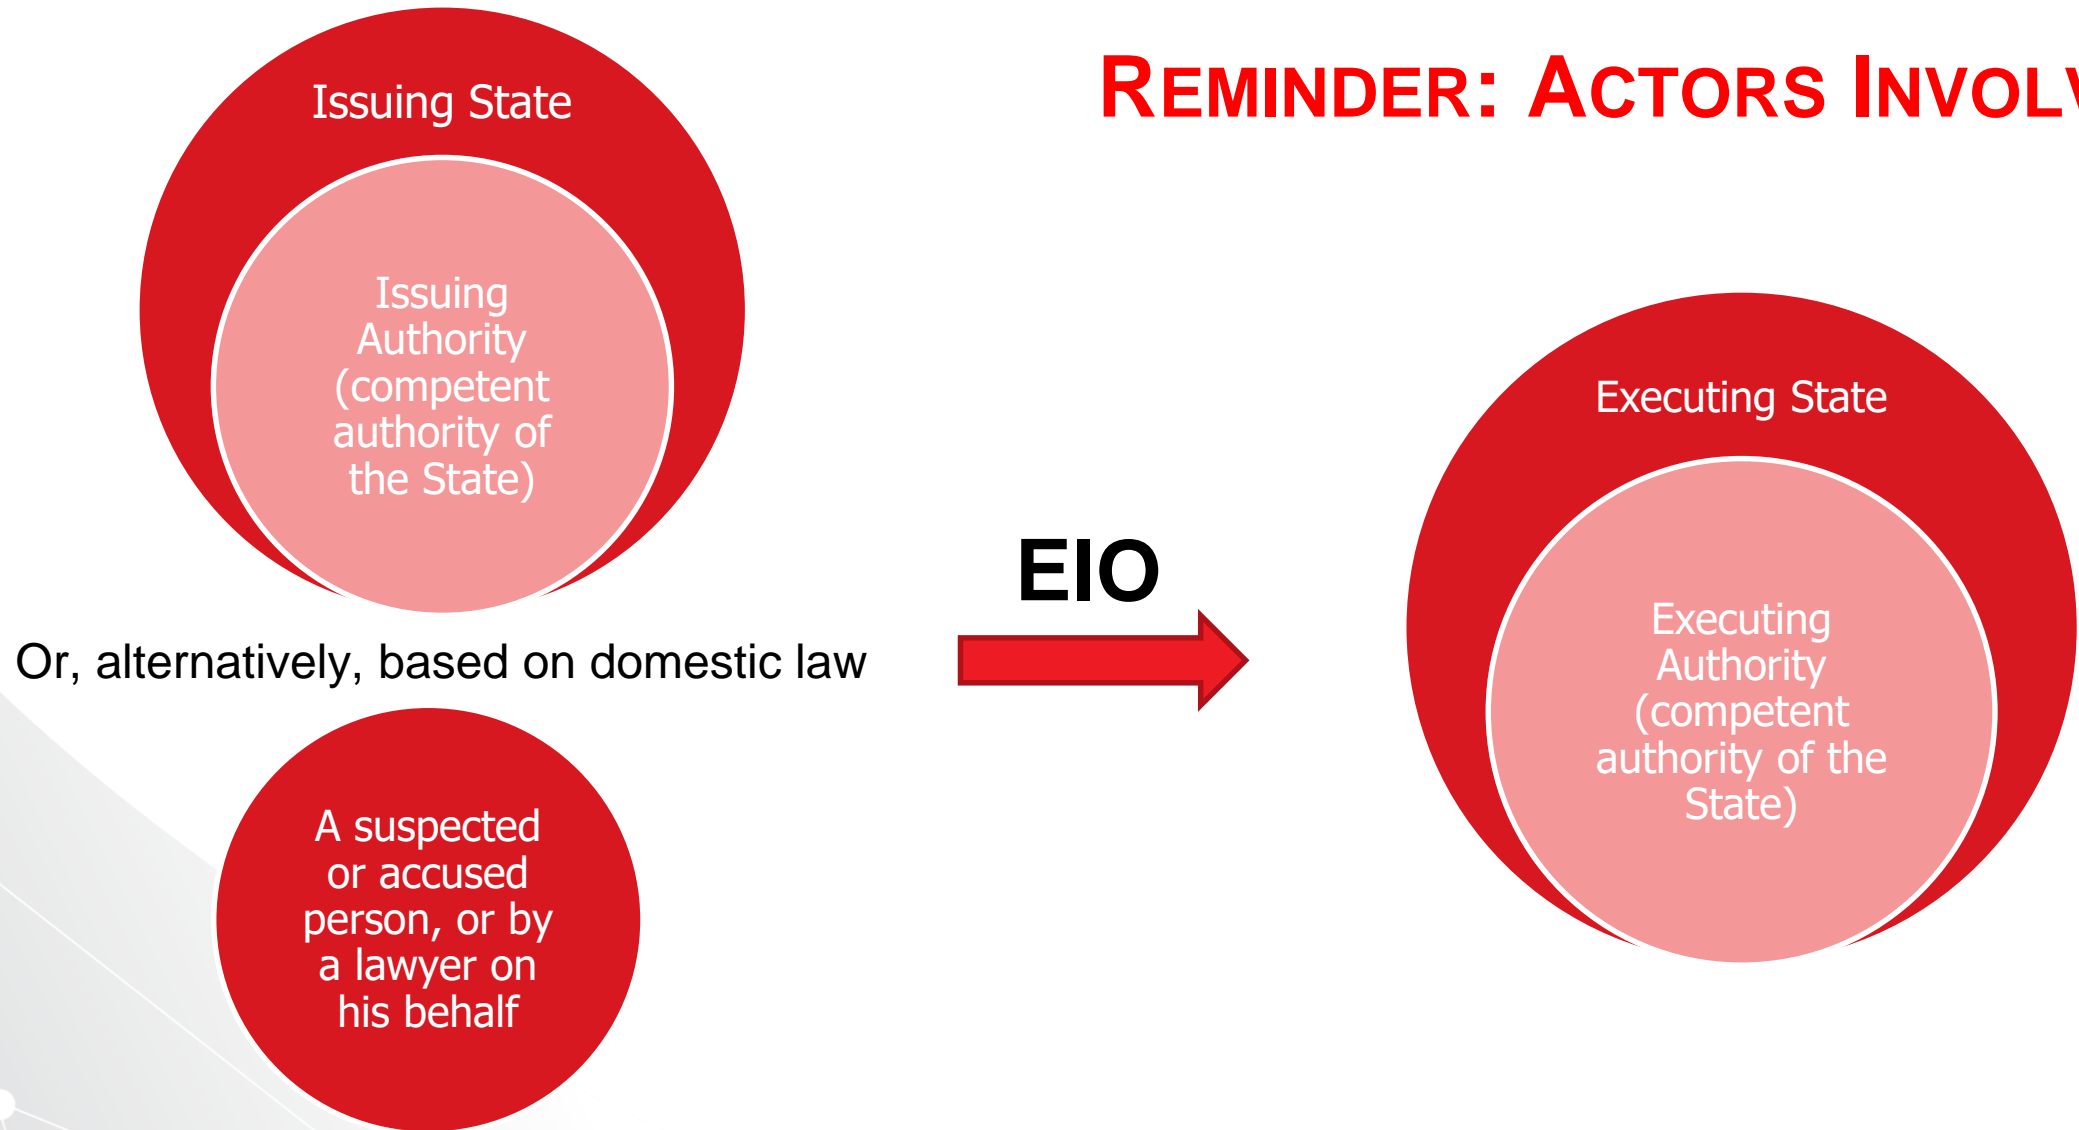 REMINDER: ACTORS
Issuing State
Issuing
Authority
(competent
authority of
the State)
Or, alternatively, based on domestic law
A suspected
or accused
person, or by
a lawyer on
his behalf
EIO
Executing State
Executing
Authority
(competent
authority of the
State)